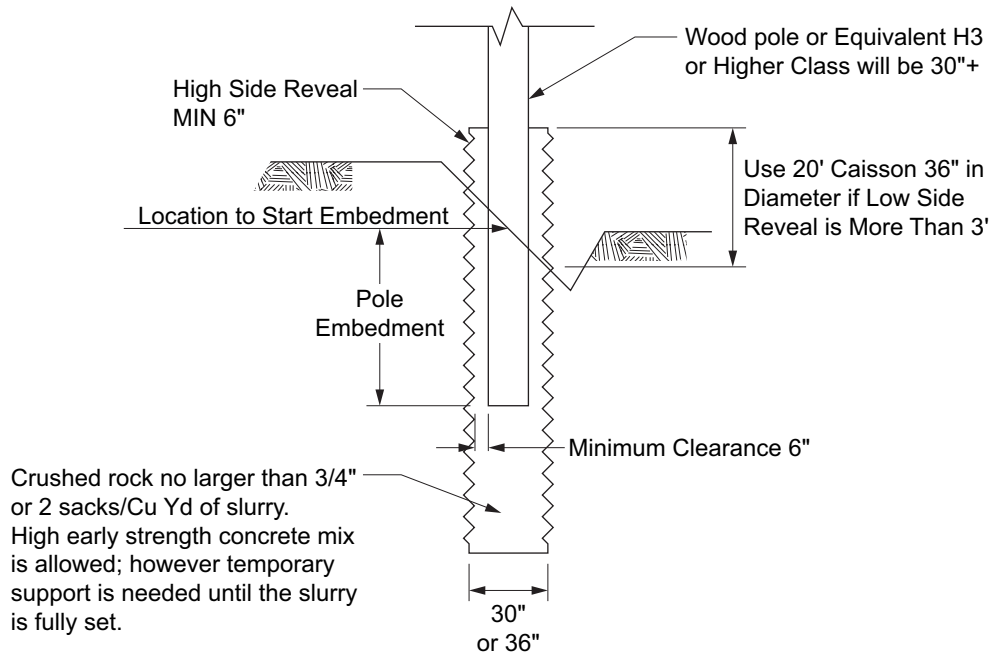 Wood pole or Equivalent H3
or Higher Class will be 30"+
High Side Reveal
MIN 6"
Use 20' Caisson 36" in
Diameter if Low Side
Reveal is More Than 3'
Location to Start Embedment
Pole
Embedment
Minimum Clearance 6"
Crushed rock no larger than 3/4"
or 2 sacks/Cu Yd of slurry.
High early strength concrete mix
is allowed; however temporary
support is needed until the slurry
is fully set.
30"
or 36"